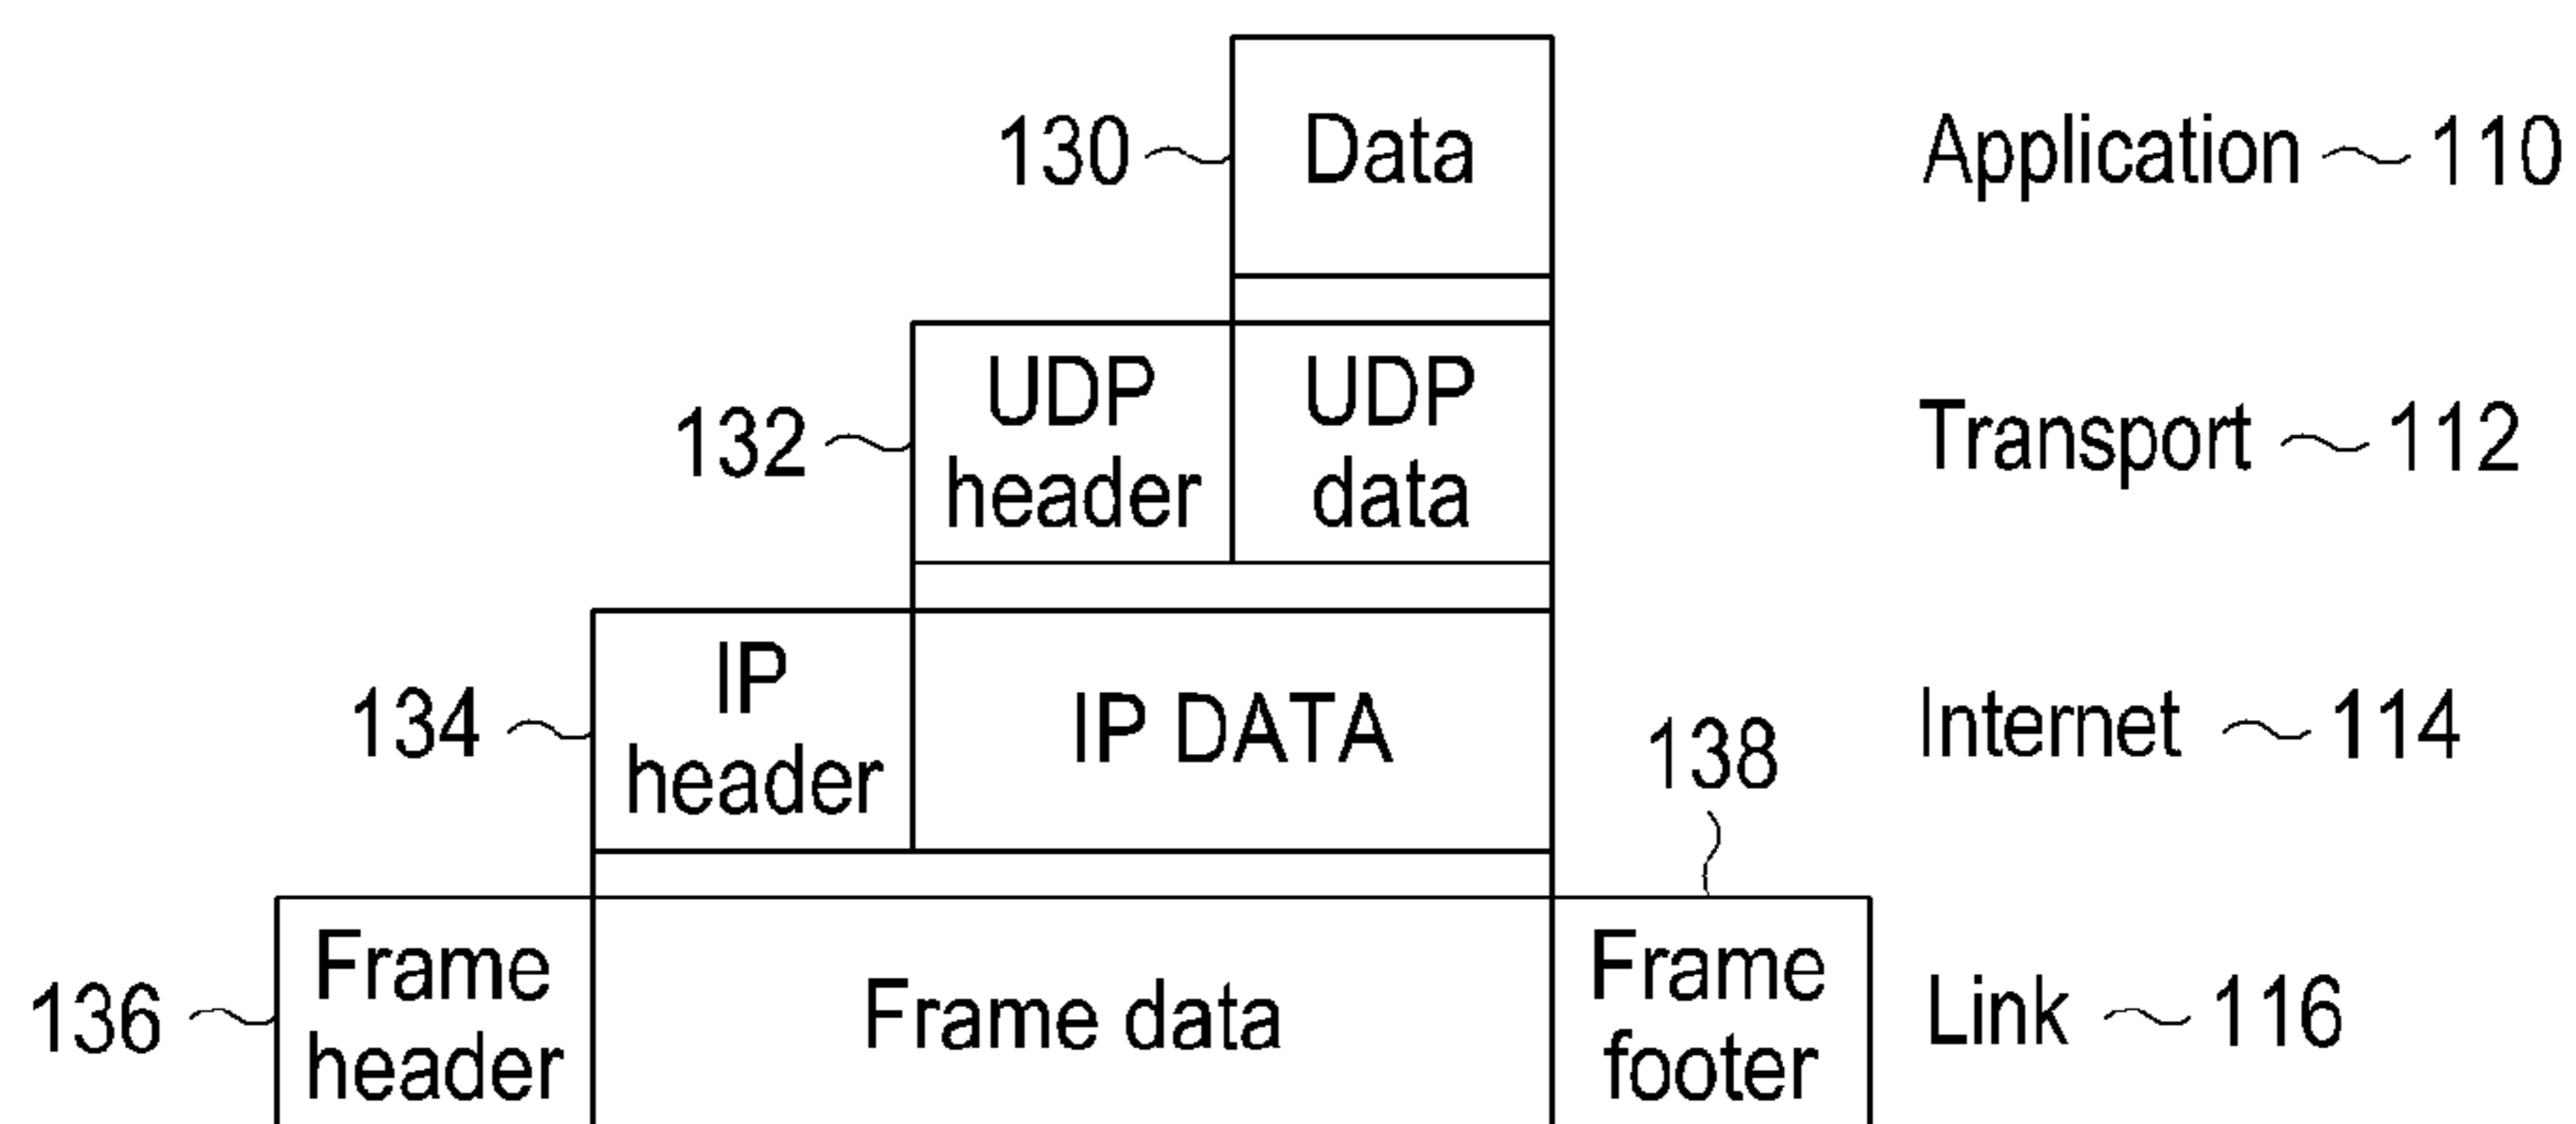 130 Data Application 110
132 UDP header UDP data Transport 112
134 IP header IP DATA Internet 114
138
136 Frame header Frame data Frame footer Link 116